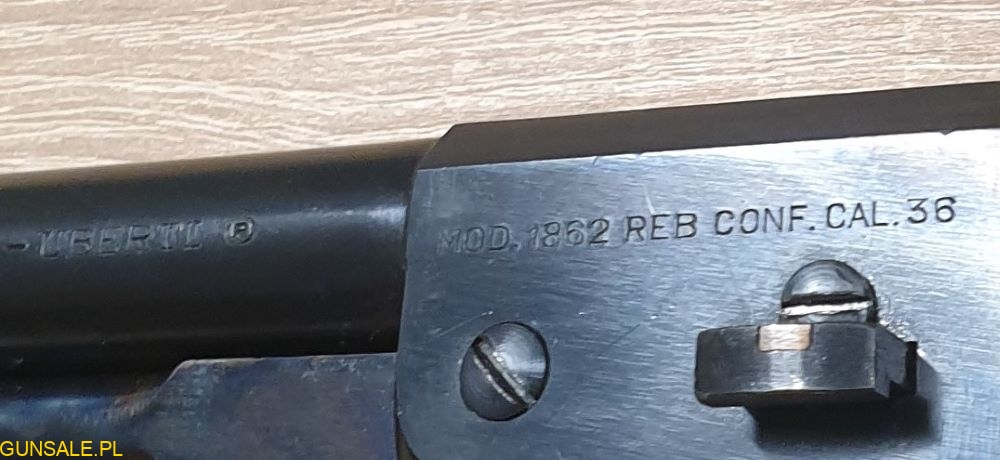 -UBERTI ®
MOD.1862 REB CONF.CAL.36
GUNSALE.PL